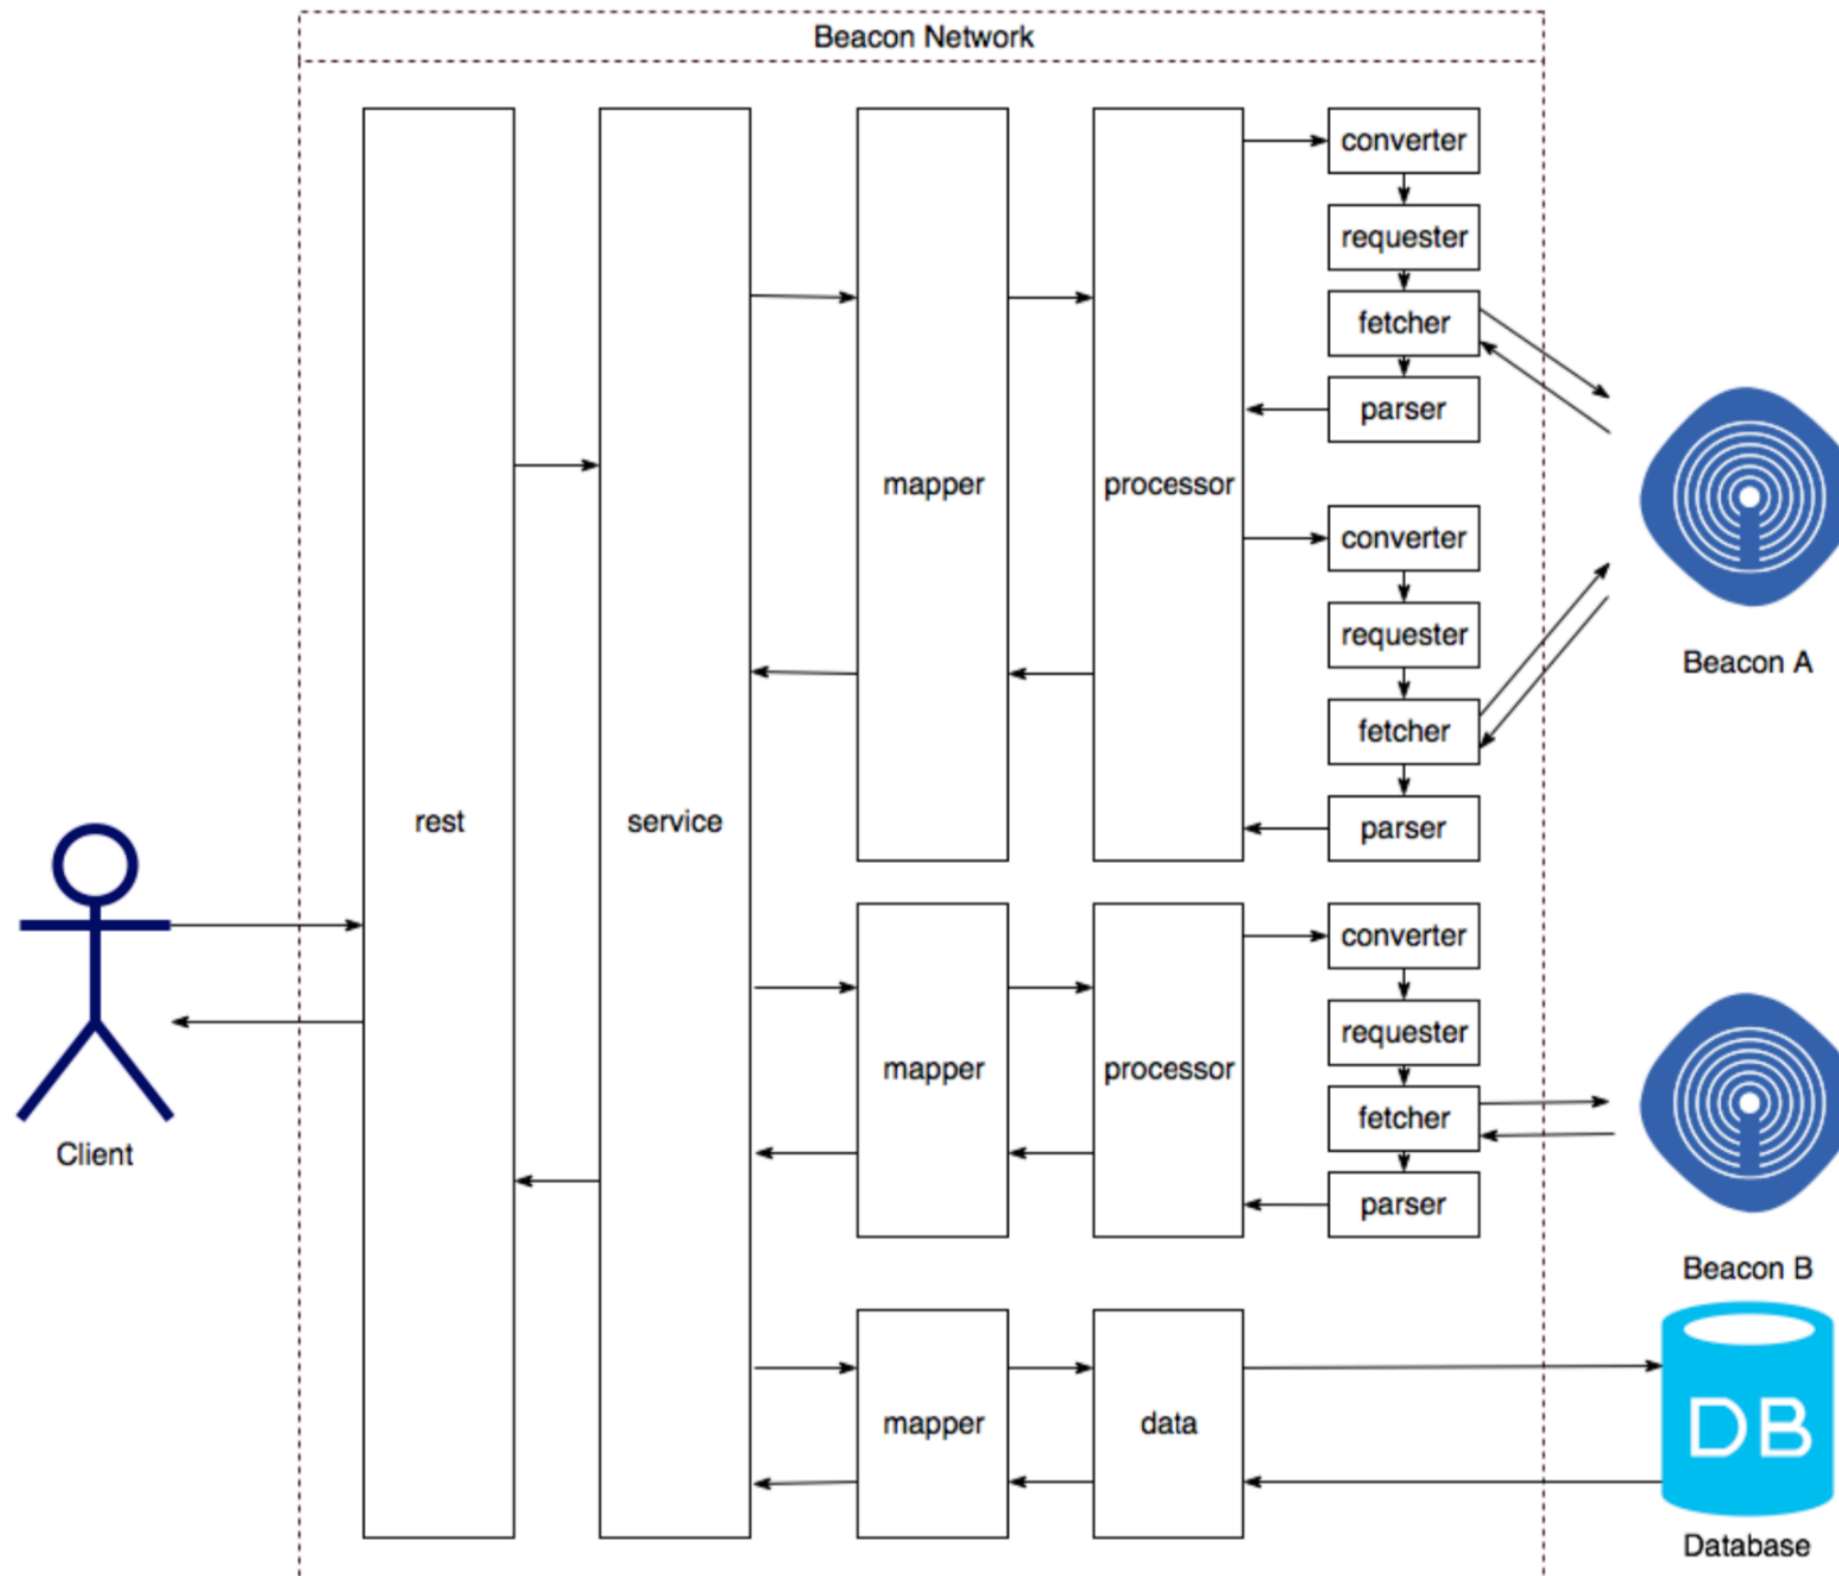 Beacon Network
converter
requester
fetcher
parser
mapper
processor
converter
requester
fetcher
parser
Beacon A
rest
service
Client
converter
requester
mapper
processor
fetcher
parser
Beacon B
mapper
data
DB
Database